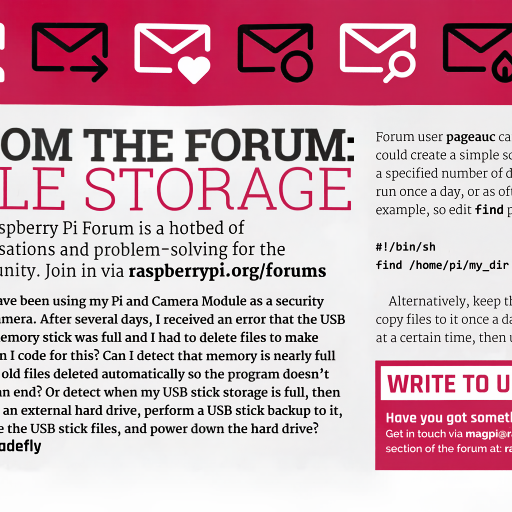 OM THE FORUM:
LE STORAGE
spberry Pi Forum is a hotbed of
sations and problem-solving for the
unity. Join in via raspberrypi.org/forums
ave been using my Pi and Camera Module as a security
amera. After several days, I received an error that the USB
emory stick was full and I had to delete files to make
n I code for this? Can I detect that memory is nearly full
old files deleted automatically so the program doesn't
an end? Or detect when my USB stick storage is full, then
an external hard drive, perform a USB stick backup to it,
e the USB stick files, and power down the hard drive?
adefly
Forum user pageauc ca
could create a simple sc
a specified number of d
run once a day, or as of
example, so edit find p
#!/bin/sh
find /home/pi/my_dir
Alternatively, keep th
copy files to it once a da
at a certain time, then u
WRITE TO U
Have you got someth
Get in touch via magpi@ra
section of the forum at: ra